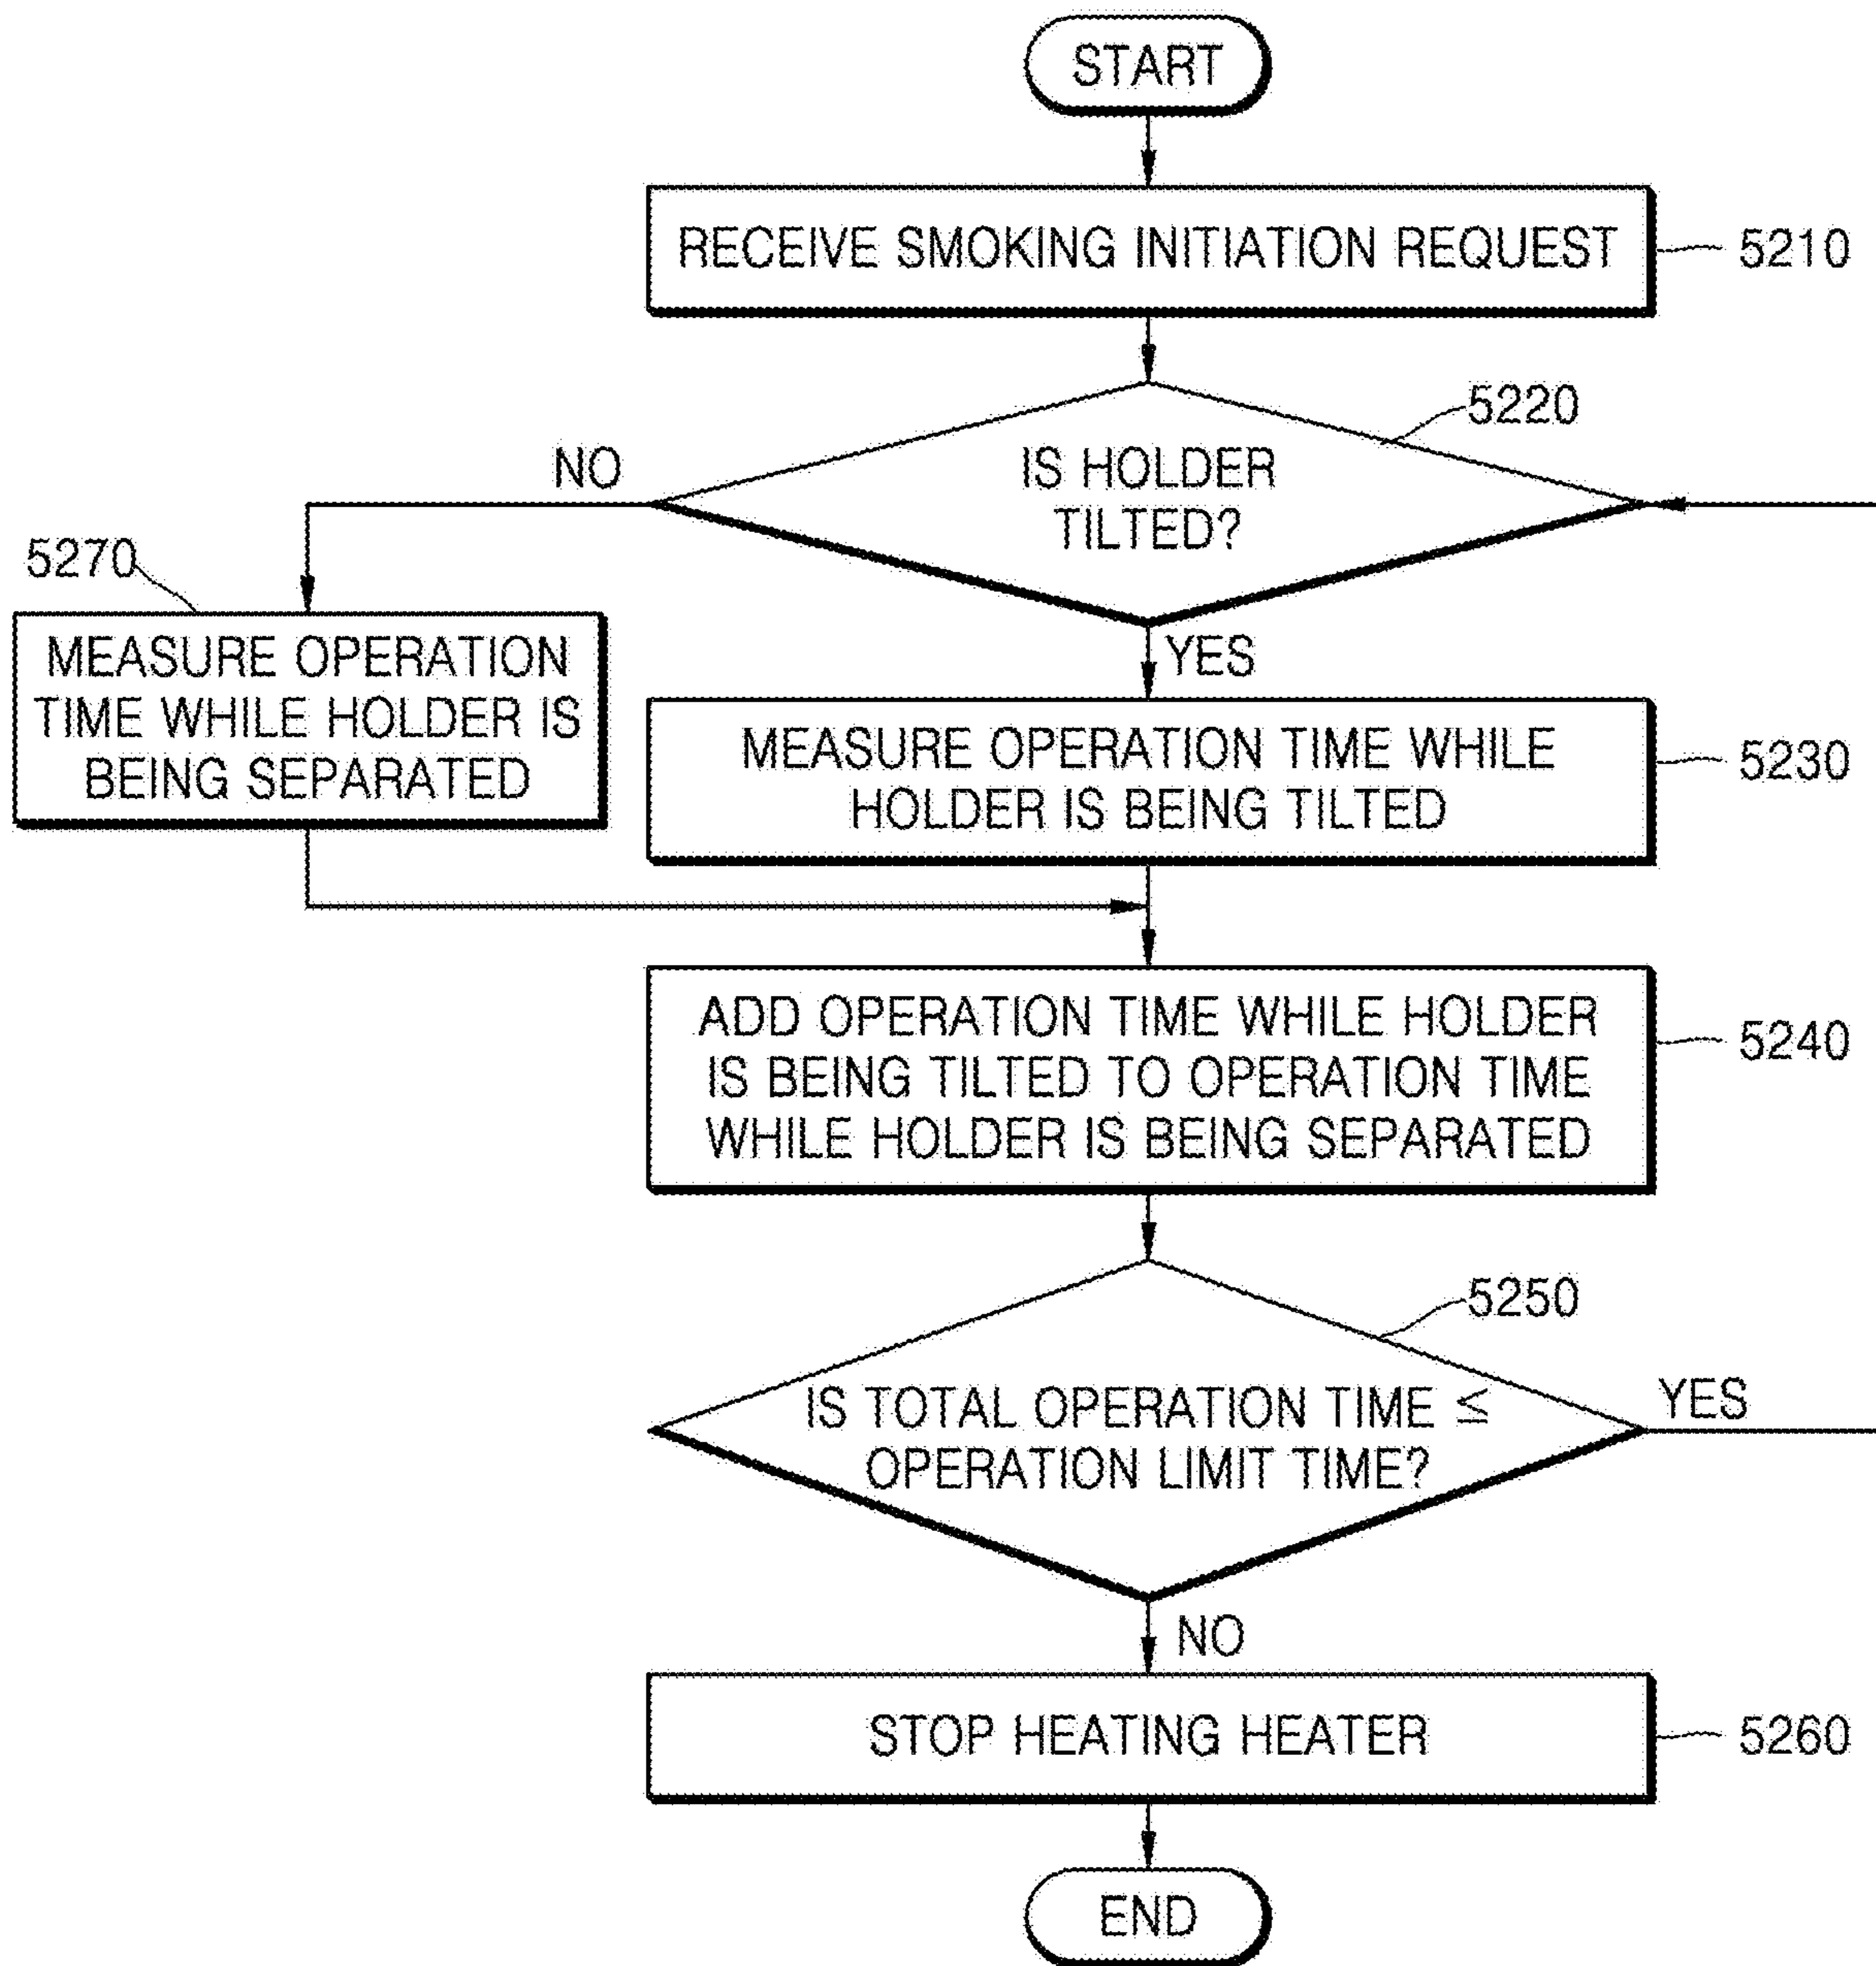 START
RECEIVE SMOKING INITIATION REQUEST
5210
5220
IS HOLDER
TILTED?
NO
YES
5270
MEASURE OPERATION
TIME WHILE HOLDER IS
BEING SEPARATED
MEASURE OPERATION TIME WHILE
HOLDER IS BEING TILTED
5230
ADD OPERATION TIME WHILE HOLDER
IS BEING TILTED TO OPERATION TIME
WHILE HOLDER IS BEING SEPARATED
5240
5250
IS TOTAL OPERATION TIME ≦
OPERATION LIMIT TIME?
YES
NO
STOP HEATING HEATER
5260
END